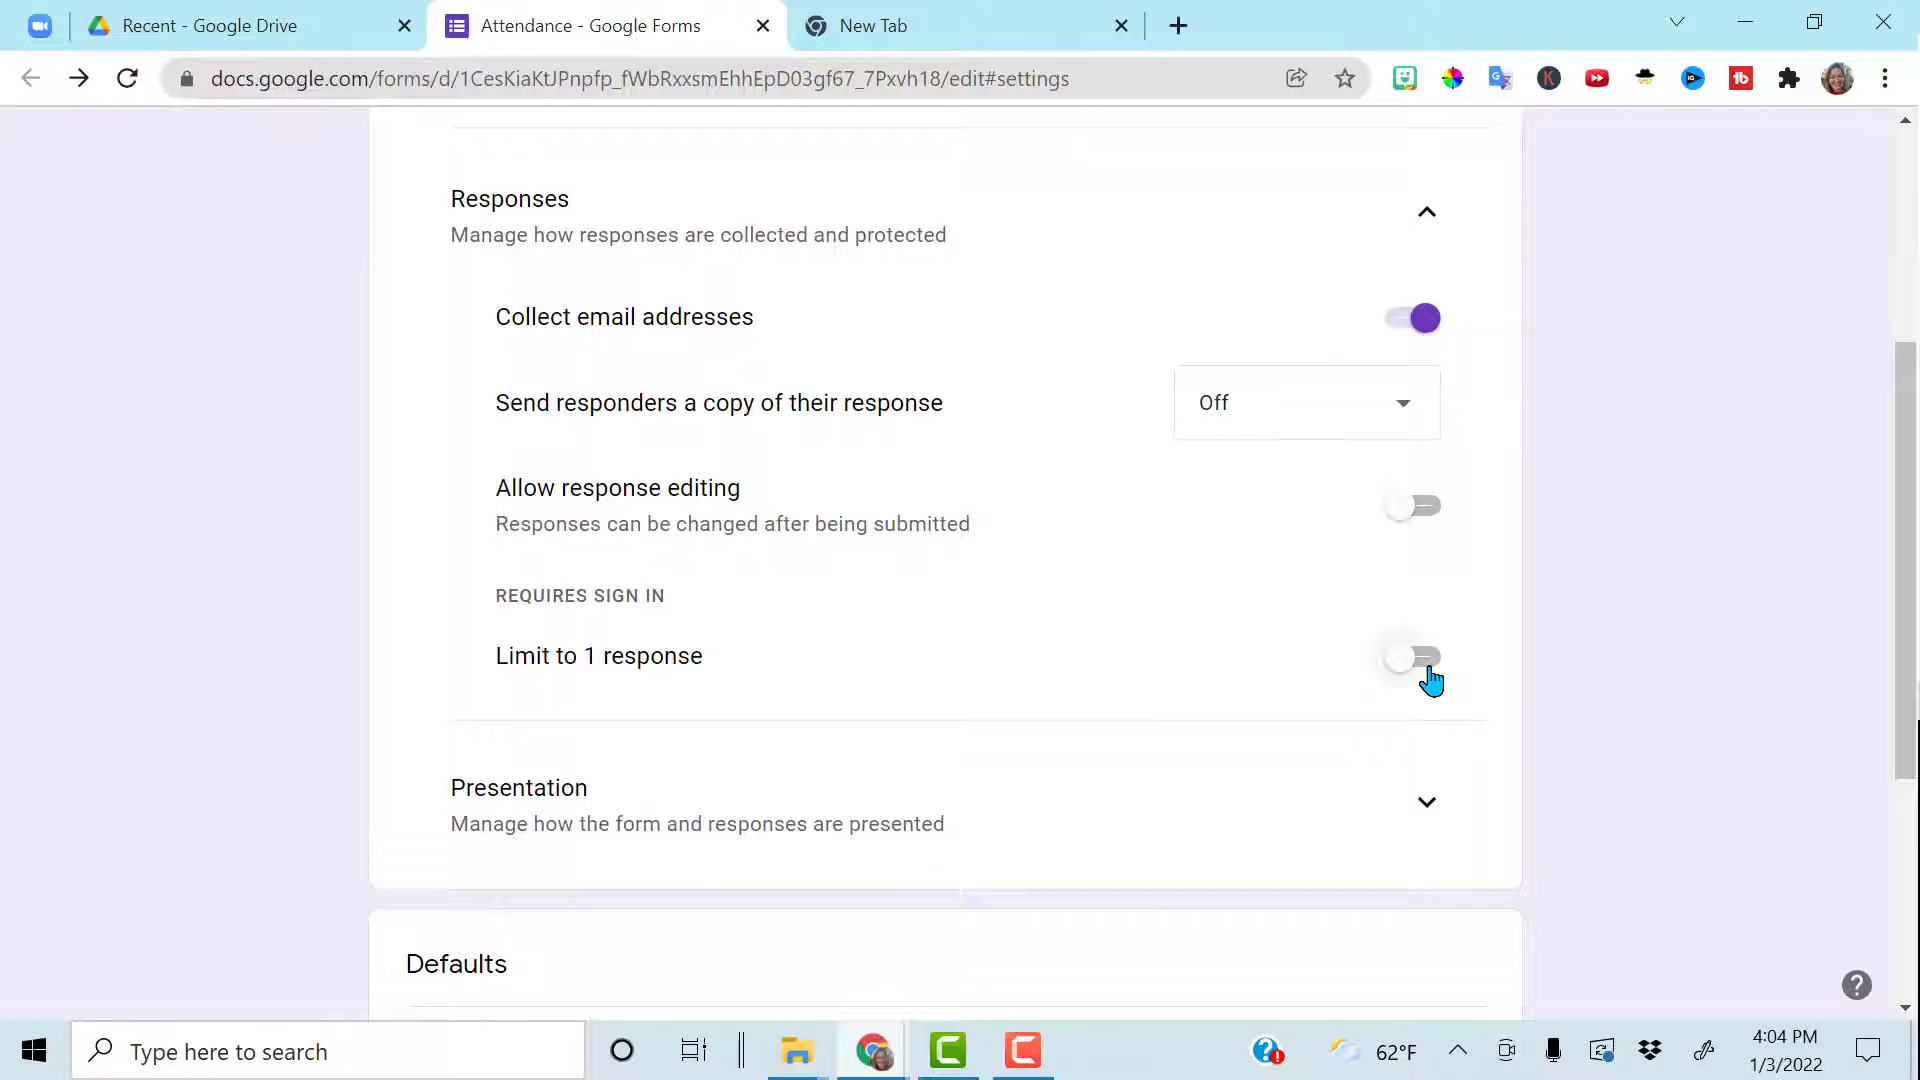 Recent - Google Drive
Attendance - Google Forms
New Tab
docs.google.com/forms/d/1CesKiaKtJPnpfp_fWbRxxsmEhhEpD03gf67_7Pxvh18/edit#settings
Responses
Manage how responses are collected and protected
Collect email addresses
Send responders a copy of their response
Off
Allow response editing
Responses can be changed after being submitted
REQUIRES SIGN IN
Limit to 1 response
Presentation
Manage how the form and responses are presented
Defaults
Type here to search
62°F
4:04 PM
1/3/2022